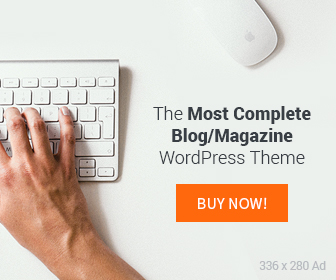 The Most Complete
Blog/Magazine
WordPress Theme
BUY NOW!
336 x 280 Ad